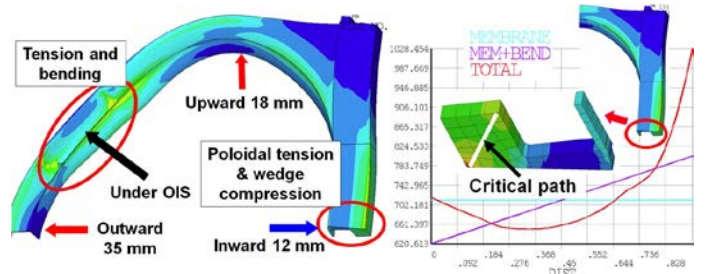 Tension and
bending
Upward 18 mm
Under OIS
Outward
35 mm
Poloidal tension
& wedge
compression
Inward 12 mm
MEMBRANE
MEM+BEND
TOTAL
1028.454
987.669
946.885
906.101
865.317
824.533
783.749
742.965
702.181
661.397
620.613
Critical path
0
.184
.368
.552
.736
.092
.276
.46
.644
.828
DIST